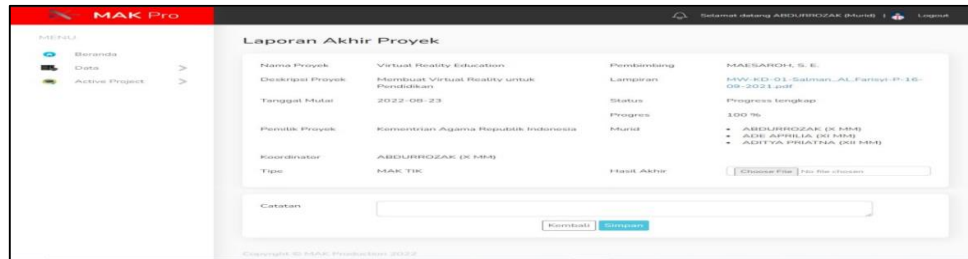 MAK Pro
Selamat datang ABDURROZAK (Murid) | Logout
MENU
Beranda
Data
Active Project
Laporan Akhir Proyek
Nama Proyek Virtual Reality Education Pembimbing MAESAROH, S. E.
Deskripsi Proyek Membuat Virtual Reality untuk Pendidikan Lampiran MW-KD-01-Salman_Al_Farisyi-P-16-09-2021.pdf
Tanggal Mulai 2022-08-23 Status Progress lengkap
Progres 100 %
Pemilik Proyek Kementrian Agama Republik Indonesia Murid
• ABDURROZAK (X MM)
• ADE APRILIA (XI MM)
• ADITYA PRIATNA (XII MM)
Koordinator ABDURROZAK (X MM)
Tipe MAK TIK Hasil Akhir Choose File No file chosen
Catatan
Kembali Simpan
Copyright © MAK Production 2022